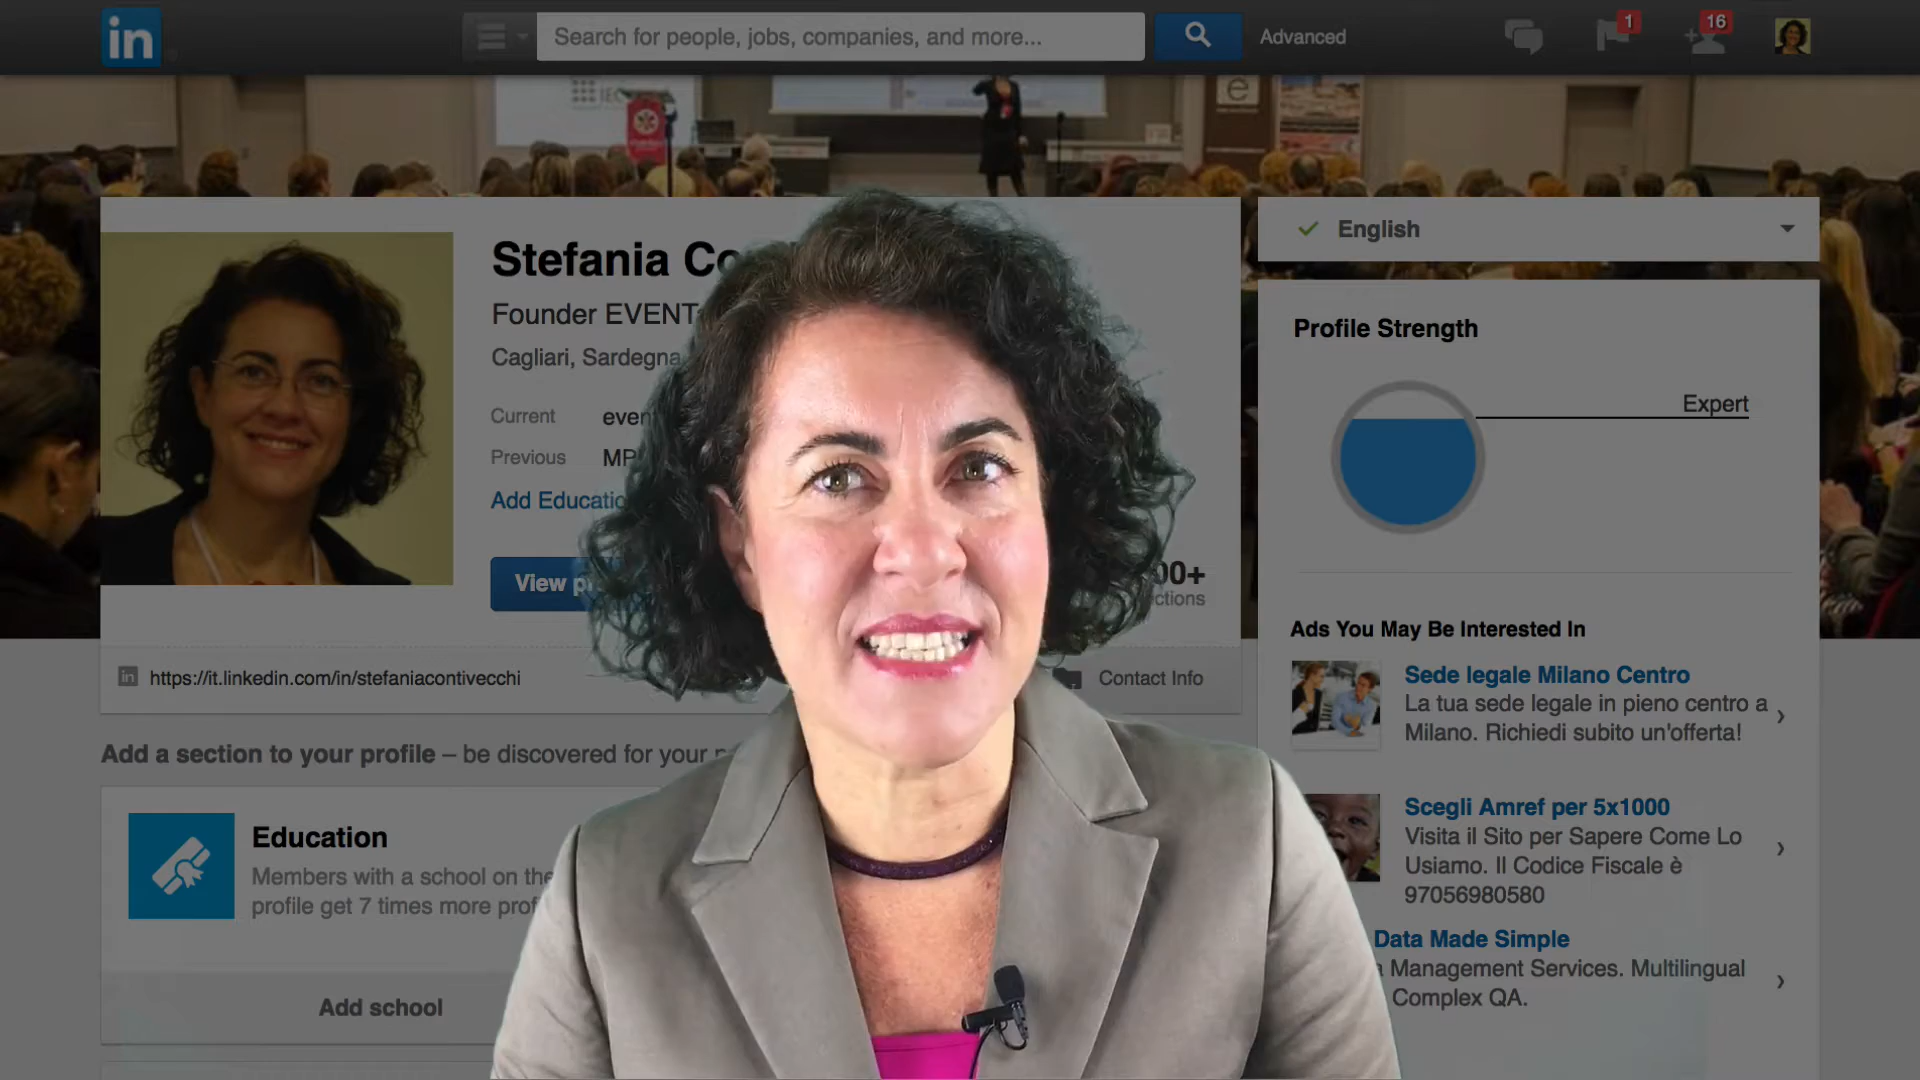 in
Search for people, jobs, companies, and more...
Advanced
1
16
IEC
e
Stefania Co
Founder EVENT
Cagliari, Sardegna
Current even
Previous MP
Add Educatio
View p
00+
ctions
https://it.linkedin.com/in/stefaniacontivecchi
Contact Info
Add a section to your profile – be discovered for your
Education
Members with a school on the
profile get 7 times more prof
Add school
English
Profile Strength
Expert
Ads You May Be Interested In
Sede legale Milano Centro
La tua sede legale in pieno centro a
Milano. Richiedi subito un'offerta!
Scegli Amref per 5x1000
Visita il Sito per Sapere Come Lo
Usiamo. Il Codice Fiscale è
97056980580
Data Made Simple
a Management Services. Multilingual
Complex QA.